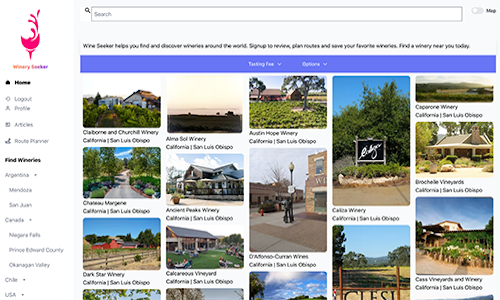 Winery Seeker
Home
Logout
Profile
Articles
Route Planner
Find Wineries
Argentina
Mendoza
San Juan
Canada
Niagara Falls
Prince Edward County
Okanagan Valley
Chile
USA
Search
Map
Wine Seeker helps you find and discover wineries around the world. Signup to review, plan routes and save your favorite wineries. Find a winery near you today.
Tasting Fee
Options
Claiborne and Churchill Winery
California | San Luis Obispo
Chateau Margene
California | San Luis Obispo
Dark Star Winery
California | San Luis Obispo
Alma Sol Winery
California | San Luis Obispo
Ancient Peaks Winery
California | San Luis Obispo
Calcareous Vineyard
California | San Luis Obispo
Austin Hope Winery
California | San Luis Obispo
D'Alfonso-Curran Wines
California | San Luis Obispo
Caliza Winery
California | San Luis Obispo
Caparone Winery
California | San Luis Obispo
Brochelle Vineyards
California | San Luis Obispo
Cass Vineyards and Winery
California | San Luis Obispo